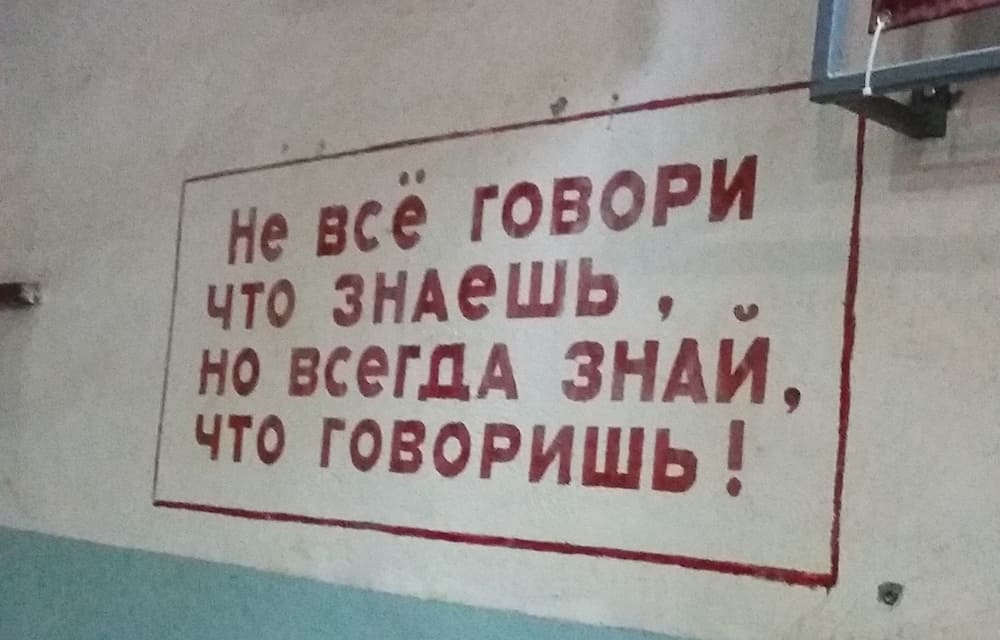 Не всё говори
что знаешь ,
но всегда знай,
что говоришь!